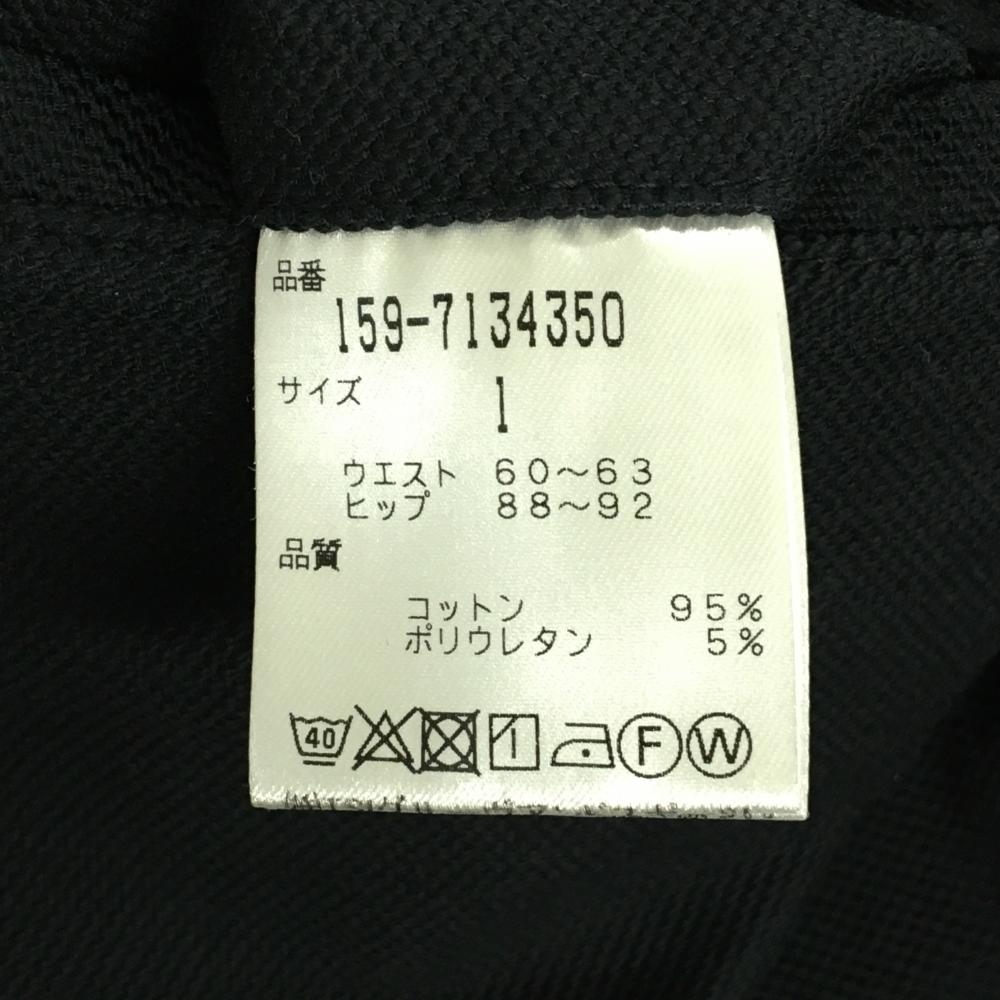 品番
159-7134350
サイズ 1
ウエスト 60〜63
ヒップ 88〜92
品質
コットン 95%
ポリウレタン 5%
40 F W